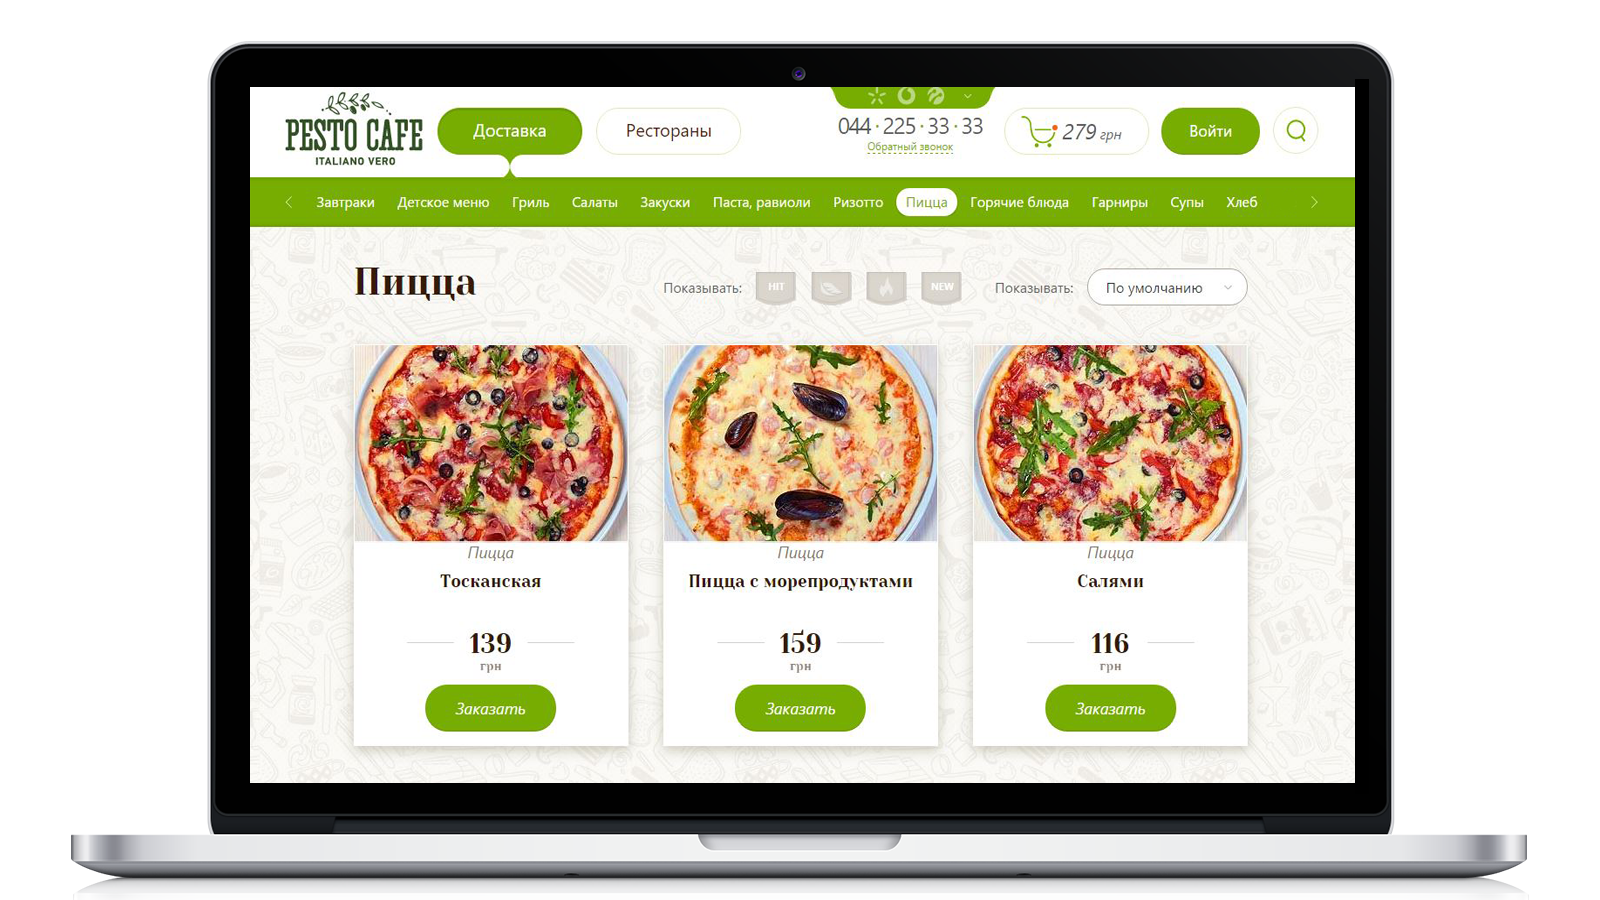 PESTO CAFE
ITALIANO VERO
Доставка
Рестораны
044·225·33·33
Обратный звонок
279 грн
Войти
Завтраки Детское меню Гриль Салаты Закуски Паста, равиоли Ризотто Пицца Горячие блюда Гарниры Супы Хлеб
Пицца
Показывать: HIT NEW
Показывать: По умолчанию
Пицца
Тосканская
139
грн
Заказать
Пицца
Пицца с морепродуктами
159
грн
Заказать
Пицца
Салями
116
грн
Заказать